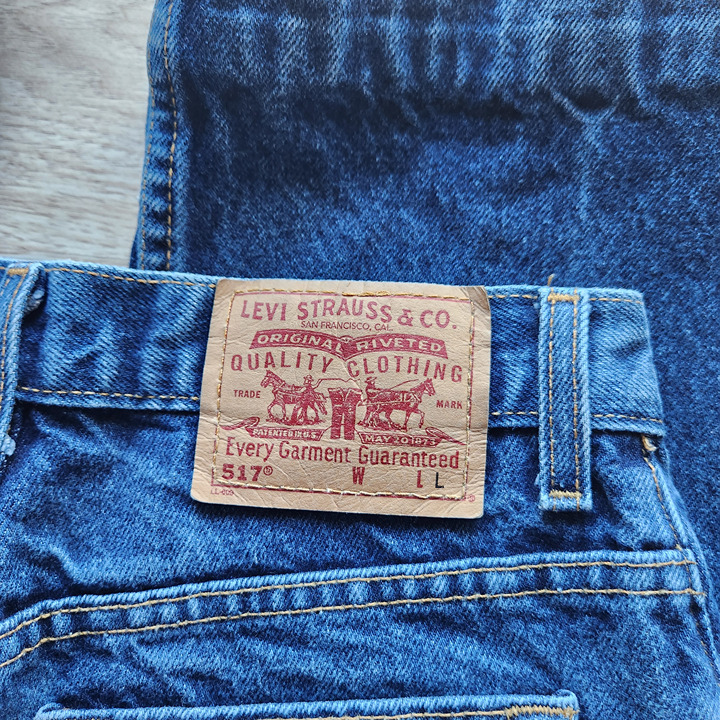 LEVI STRAUSS & CO.
SAN FRANCISCO, CAL.
ORIGINAL RIVETED
QUALITY CLOTHING
TRADE MARK
PATENTED IN U.S. MAY 20 1873
Every Garment Guaranteed
517® W L L
®